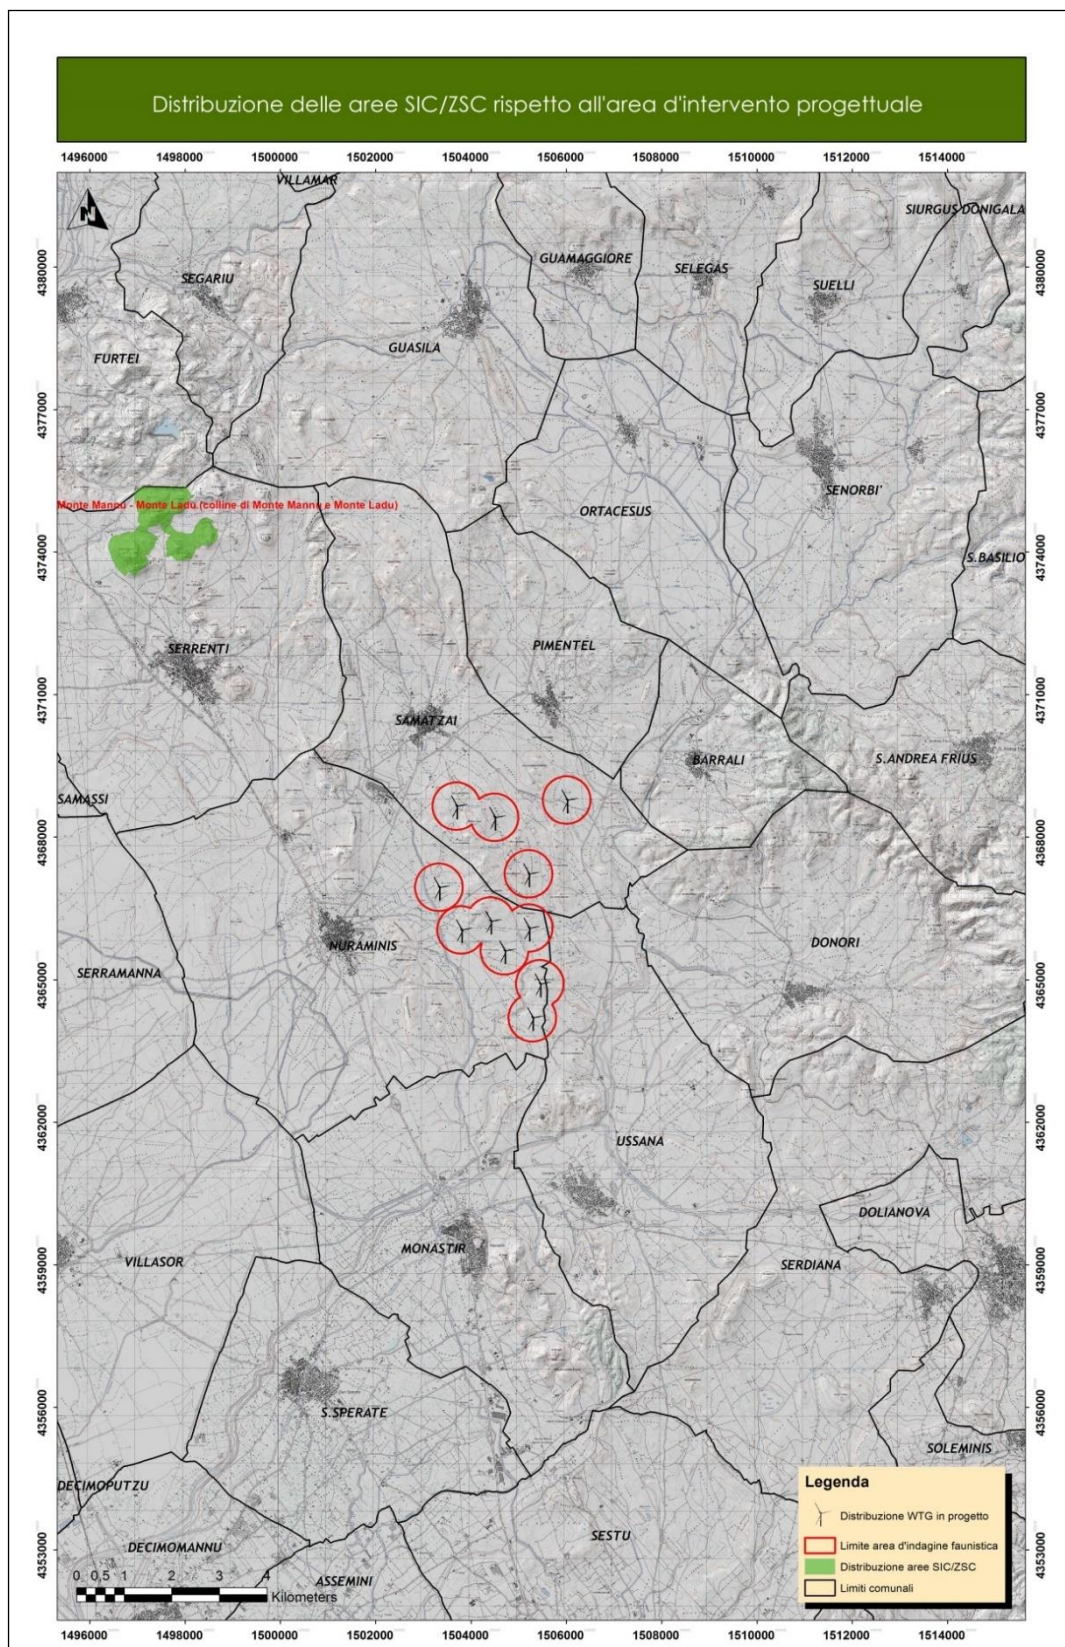 Distribuzione delle aree SIC/ZSC rispetto all'area d'intervento progettuale
1496000 1498000 1500000 1502000 1504000 1506000 1508000 1510000 1512000 1514000
N
VILLAMAR
SIURGUS DONIGALA
GUAMAGGIORE
SELEGAS
4380000
4380000
SEGARIU
SUELLI
GUASILA
FURTEI
4377000
4377000
SENORBI'
Monte Mannu - Monte Ladu (colline di Monte Mannu e Monte Ladu)
ORTACESUS
4374000
4374000
S.BASILIO
SERRENTI
PIMENTEL
4371000
4371000
SAMATZAI
BARRALI
S.ANDREA FRIUS
SAMASSI
4368000
4368000
NURAMINIS
DONORI
SERRAMANNA
4365000
4365000
4362000
4362000
USSANA
DOLIANOVA
MONASTIR
VILLASOR
SERDIANA
4359000
4359000
S.SPERATE
4356000
4356000
SOLEMINIS
DECIMOPUTZU
SESTU
DECIMOMANNU
4353000
4353000
ASSEMINI
Legenda
Distribuzione WTG in progetto
Limite area d'indagine faunistica
Distribuzione aree SIC/ZSC
Limiti comunali
0 0,5 1 2 3 4
Kilometers
1496000 1498000 1500000 1502000 1504000 1506000 1508000 1510000 1512000 1514000